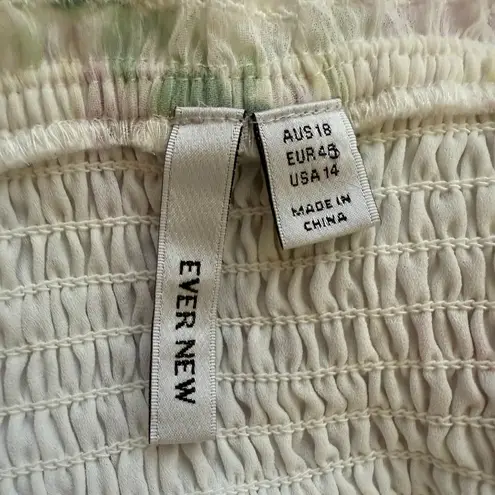 AUS 18
EUR 46
USA 14
MADE IN
CHINA
EVER NEW